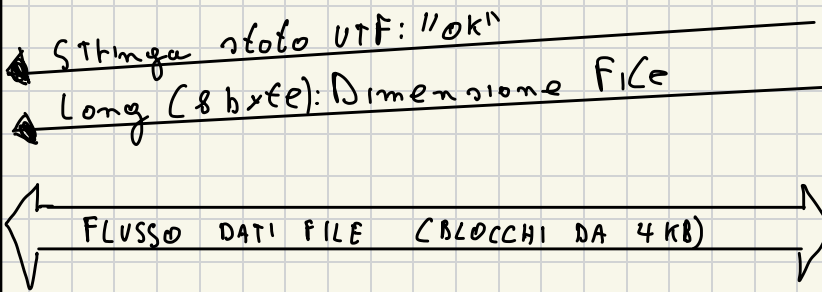 Stringa stato UTF: "OK"
Long (8 byte): Dimensione File
FLUSSO DATI FILE (BLOCCHI DA 4 KB)